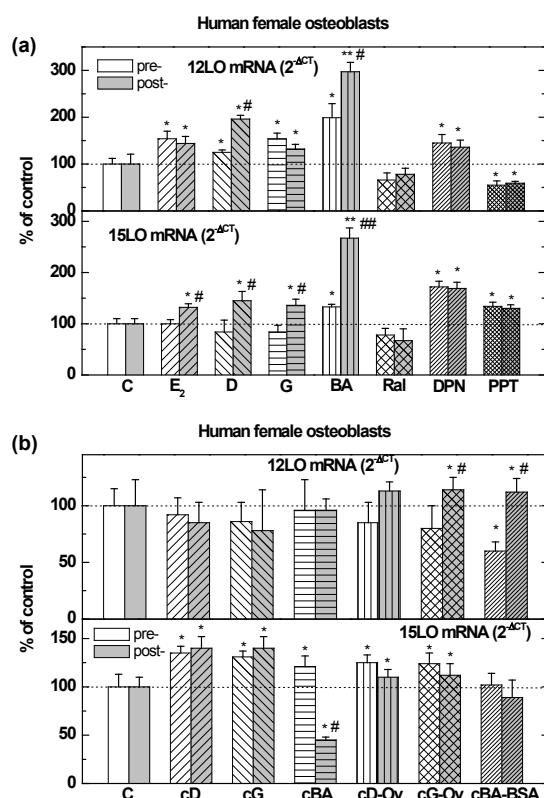 Human female osteoblasts
(a)
12LO mRNA (2^-ΔCT)
pre-
post-
300
200
100
0
* * * * # * * * ** # * * * *
% of control
15LO mRNA (2^-ΔCT)
300
200
100
0
* # * # * # * ** ## * * * *
C E₂ D G BA Ral DPN PPT
Human female osteoblasts
(b)
12LO mRNA (2^-ΔCT)
100
50
0
* # * * #
% of control
15LO mRNA (2^-ΔCT)
pre-
post-
150
100
50
0
* * * * * * # * * * *
C cD cG cBA cD-Ov cG-Ov cBA-BSA